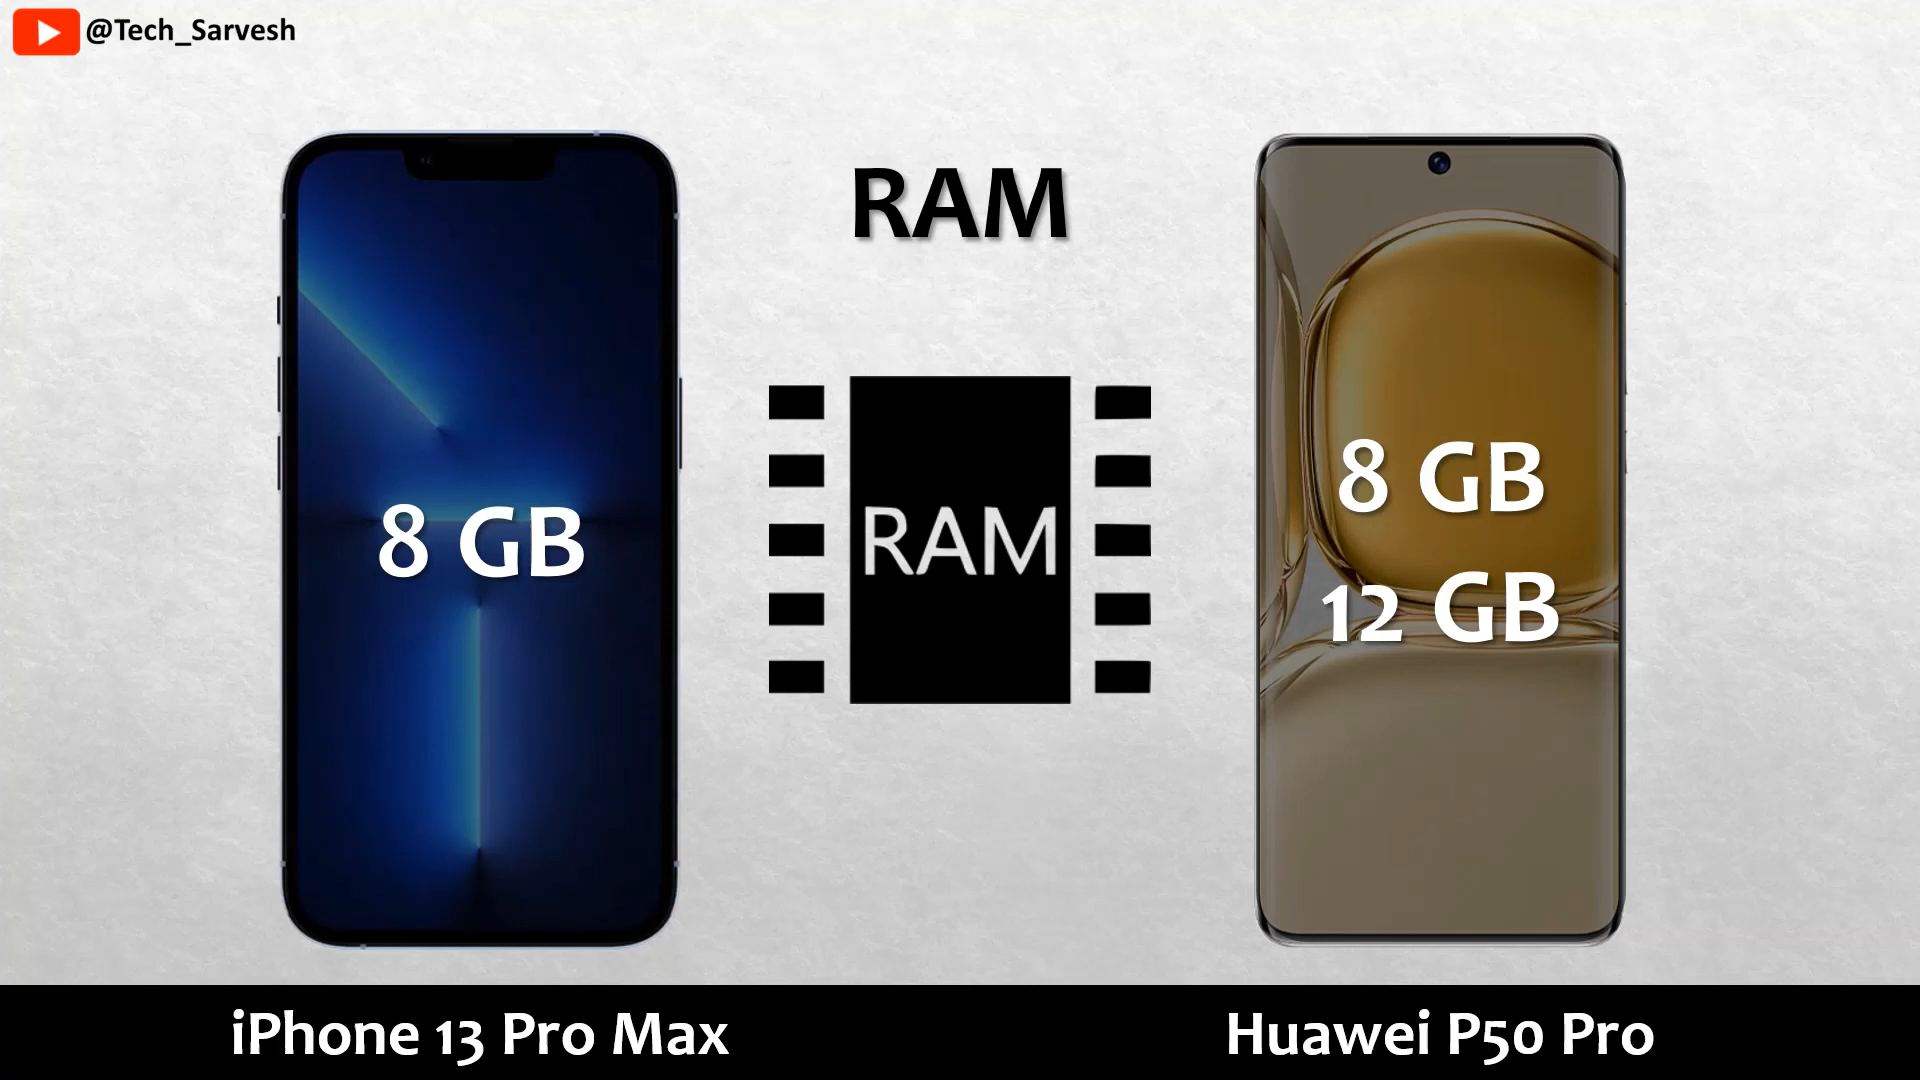 @Tech_Sarvesh
RAM
8 GB
RAM
8 GB
12 GB
iPhone 13 Pro Max
Huawei P50 Pro